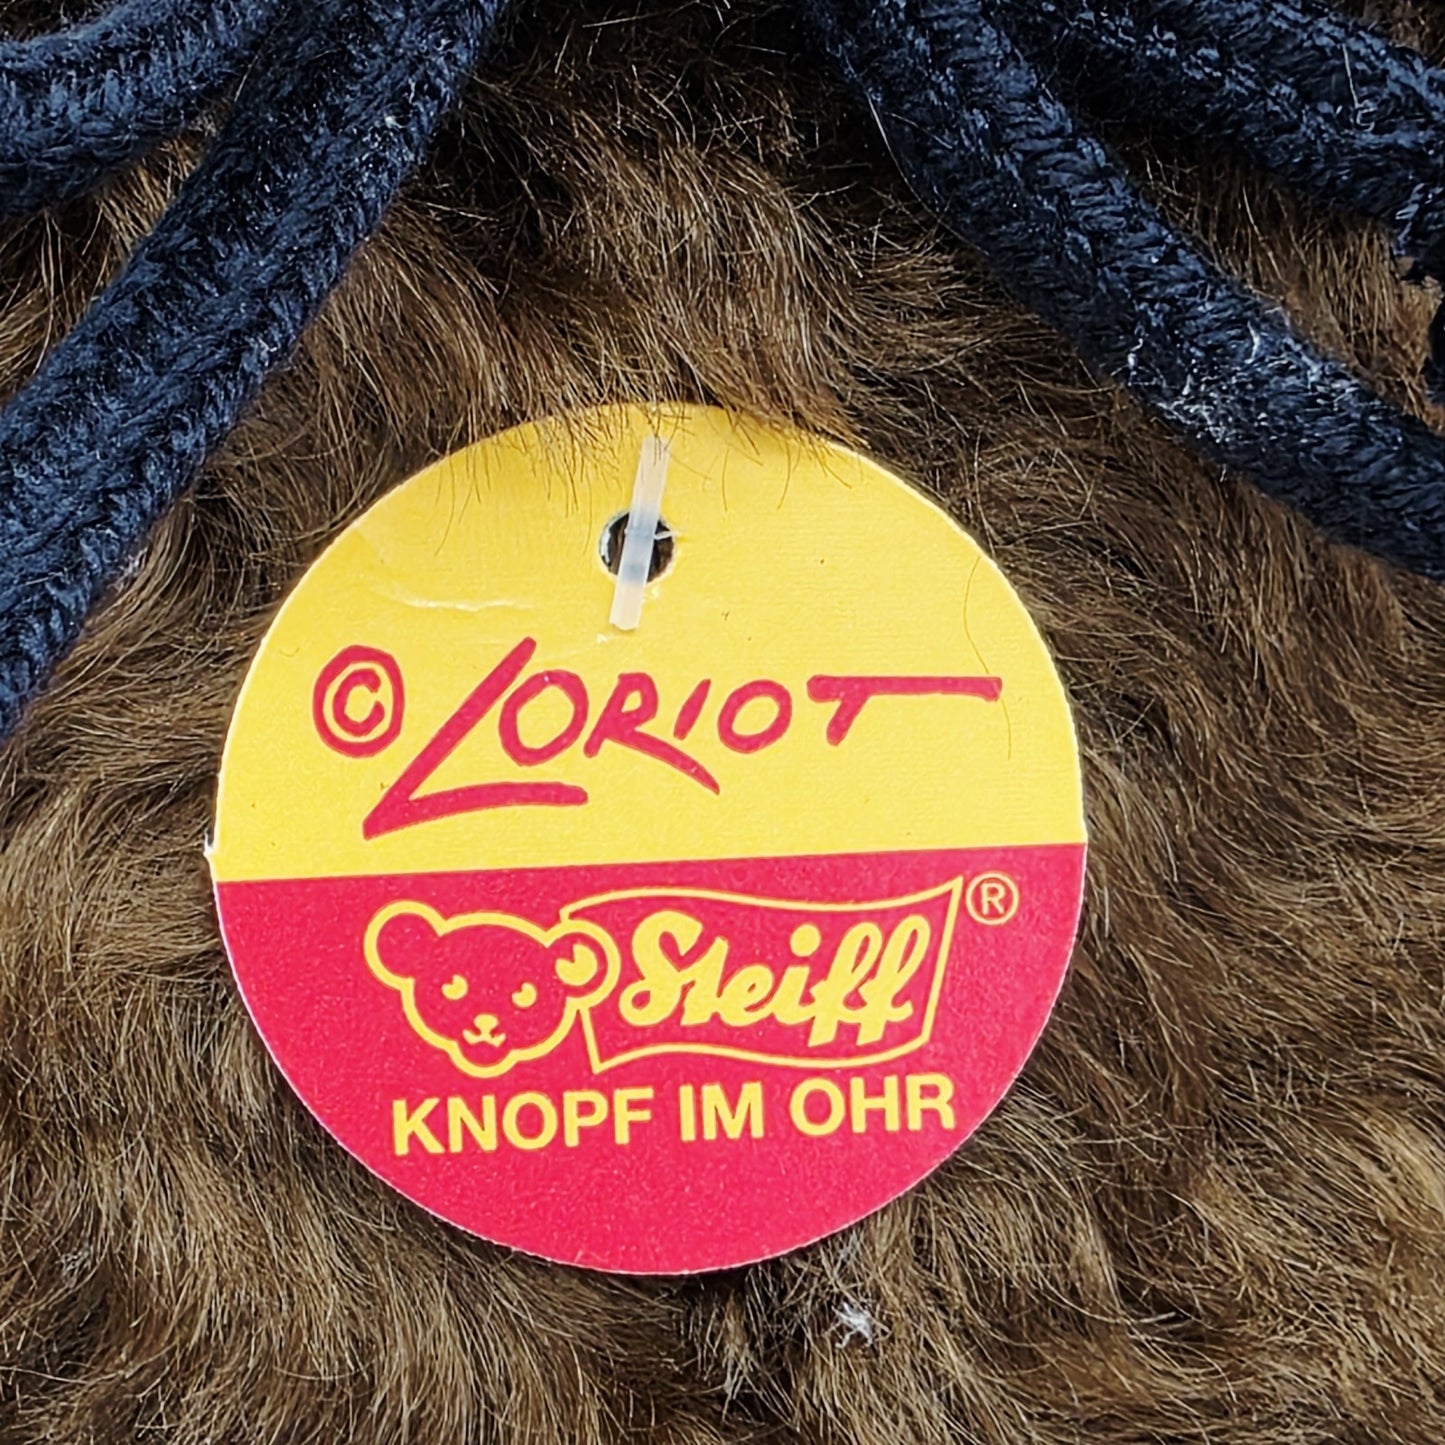 © LORIOT
Steiff ®
KNOPF IM OHR